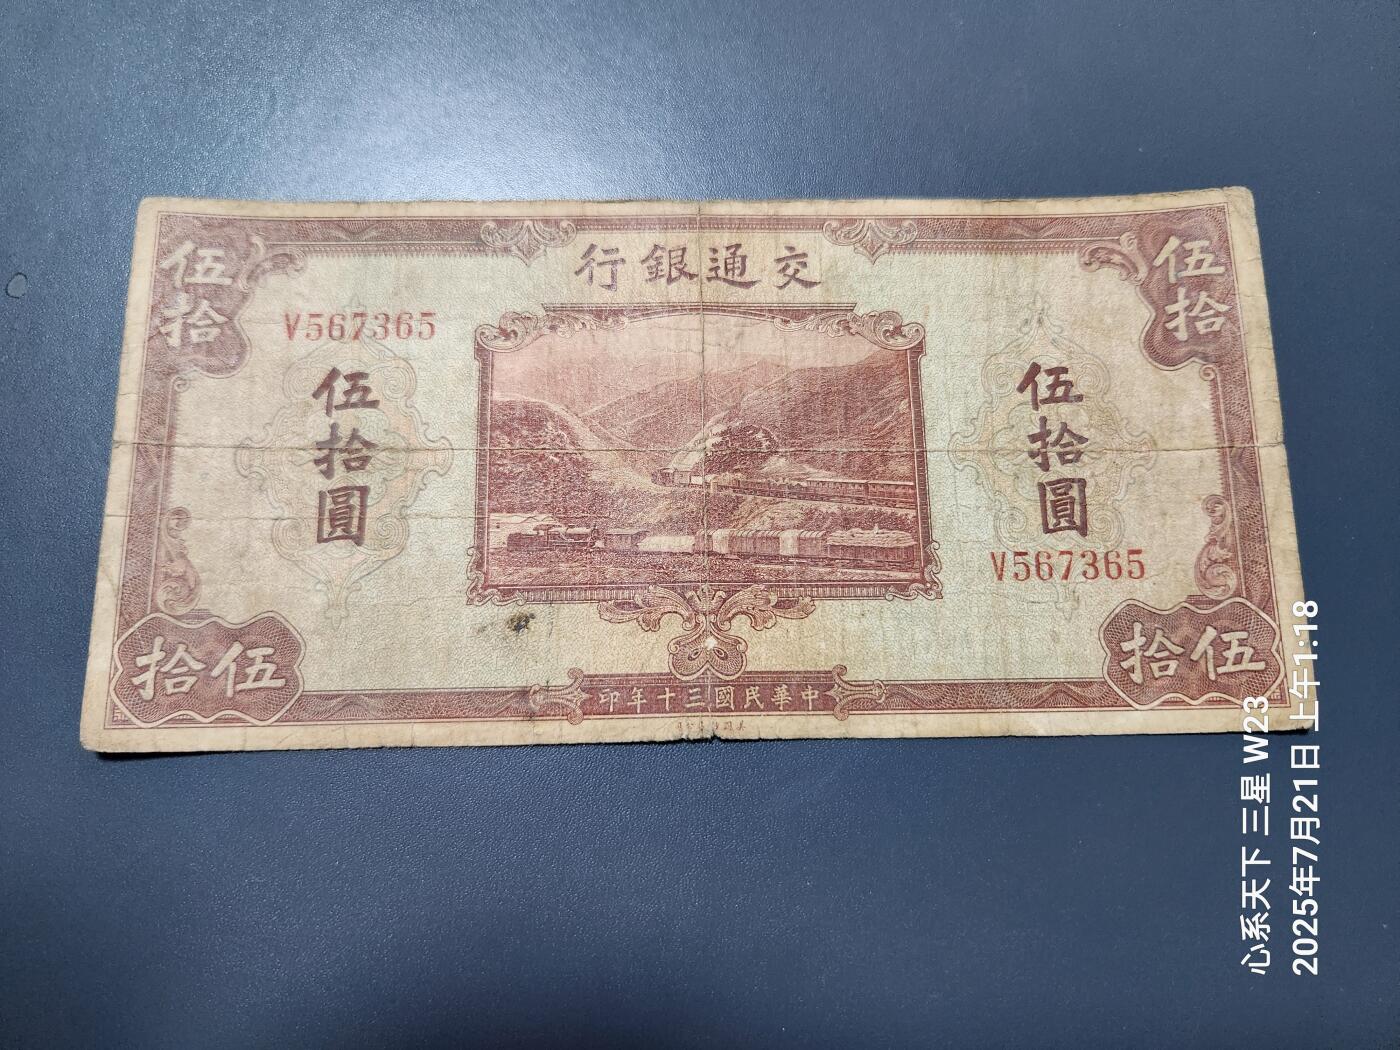 伍拾
交通銀行
伍拾
V567365
伍拾圓
伍拾圓
V567365
伍拾
中華民國三十年印
伍拾
心系天下 三星 W23
2025年7月21日 上午1:18